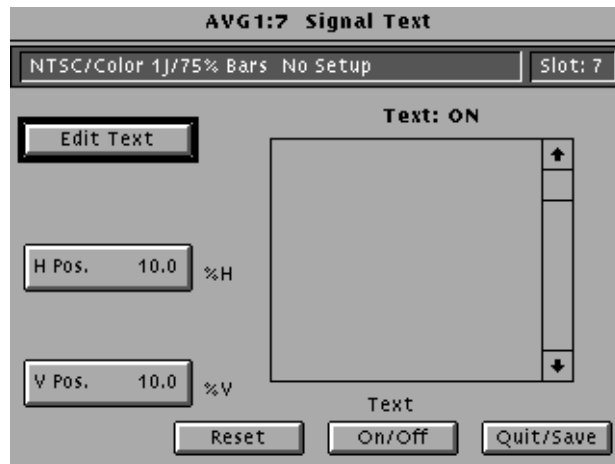 AVG1:7 Signal Text
NTSC/Color 1J/75% Bars No Setup Slot: 7
Text: ON
Edit Text
H Pos. 10.0 %H
V Pos. 10.0 %V
Text
Reset On/Off Quit/Save